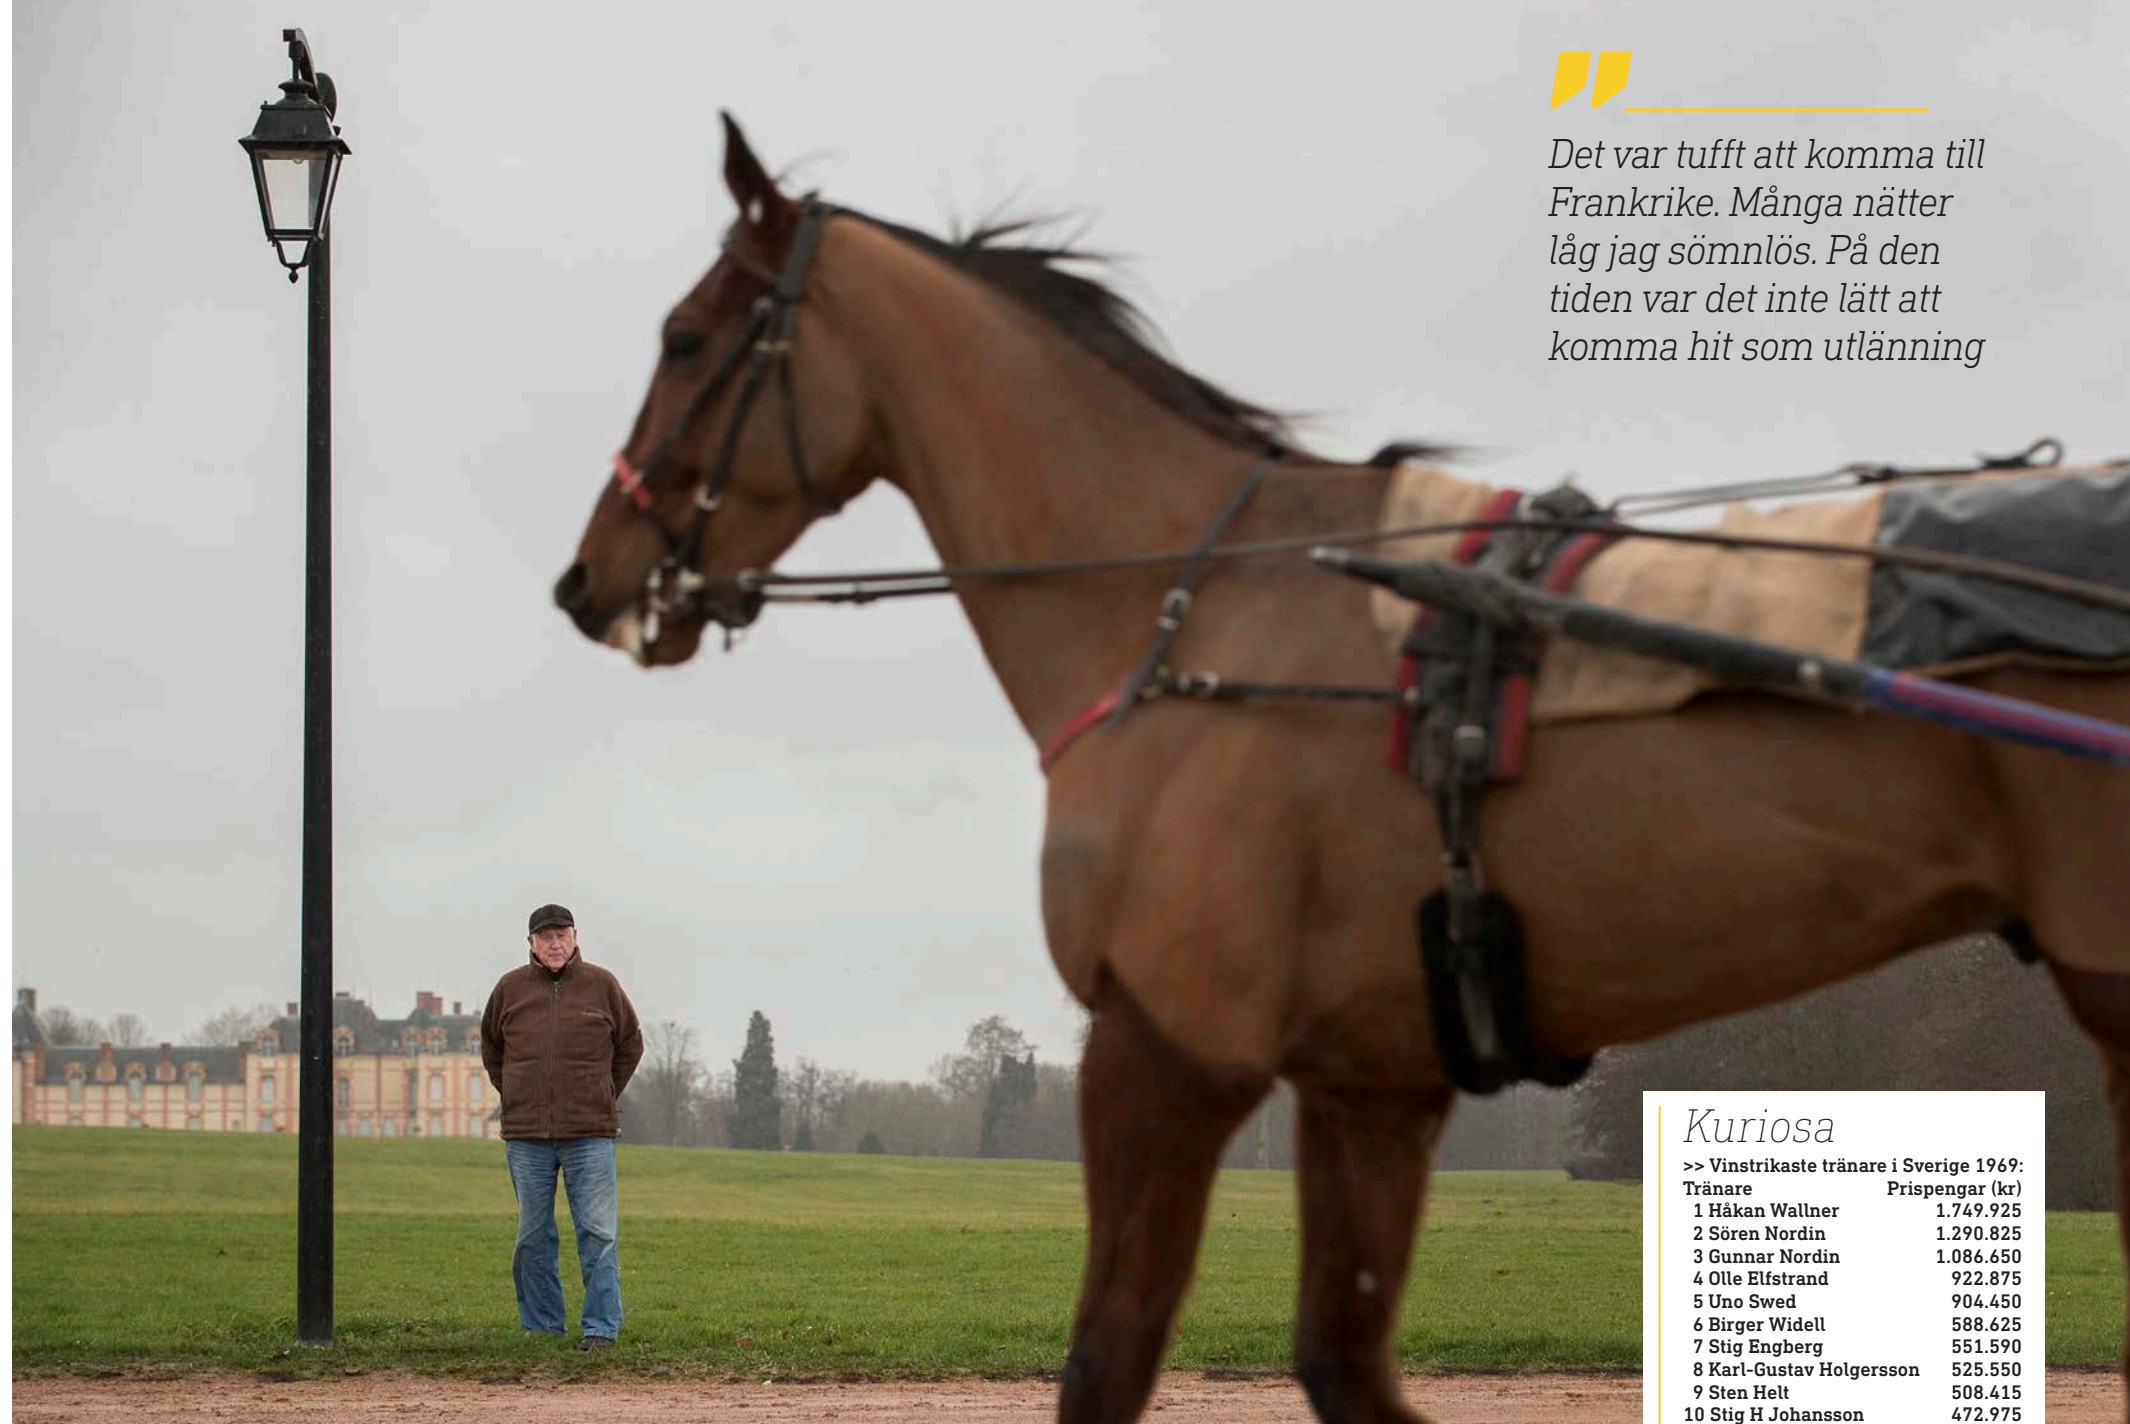 Det var tufft att komma till
Frankrike. Många nätter
låg jag sömnlös. På den
tiden var det inte lätt att
komma hit som utlänning
Kuriosa
>> Vinstrikaste tränare i Sverige 1969:
Tränare Prispengar (kr)
1 Håkan Wallner 1.749.925
2 Sören Nordin 1.290.825
3 Gunnar Nordin 1.086.650
4 Olle Elfstrand 922.875
5 Uno Swed 904.450
6 Birger Widell 588.625
7 Stig Engberg 551.590
8 Karl-Gustav Holgersson 525.550
9 Sten Helt 508.415
10 Stig H Johansson 472.975